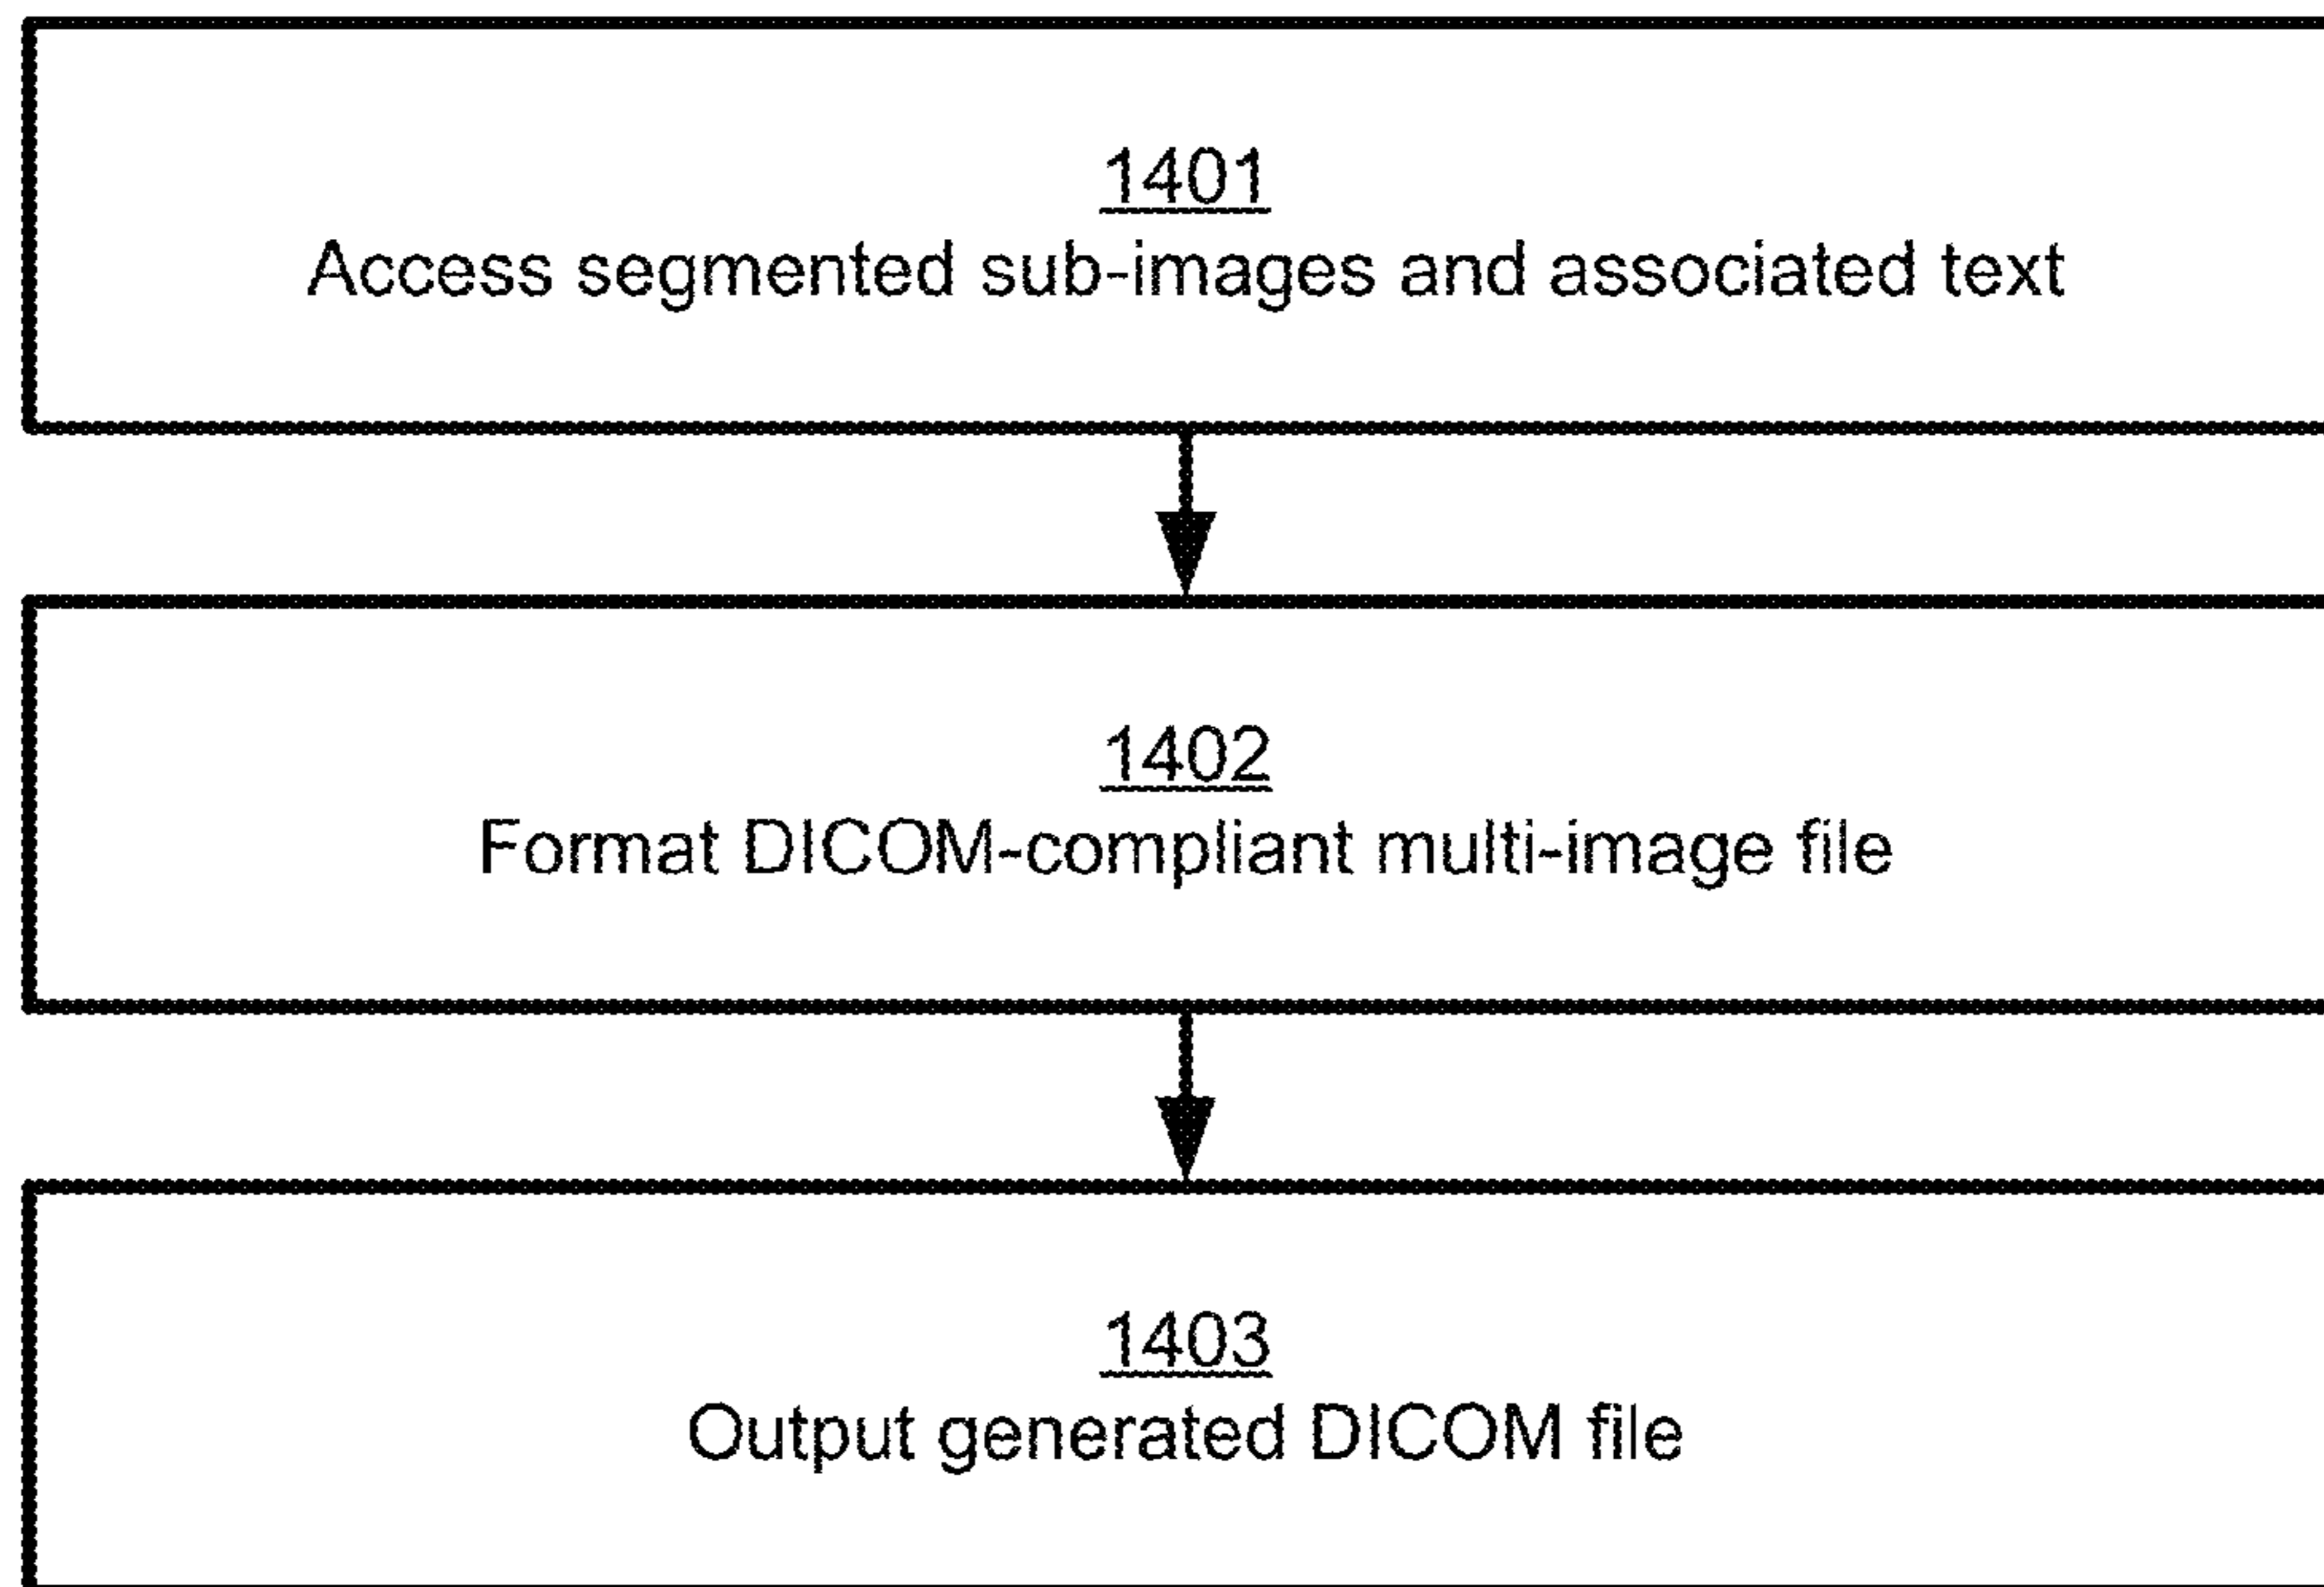 1401
Access segmented sub-images and associated text
1402
Format DICOM-compliant multi-image file
1403
Output generated DICOM file